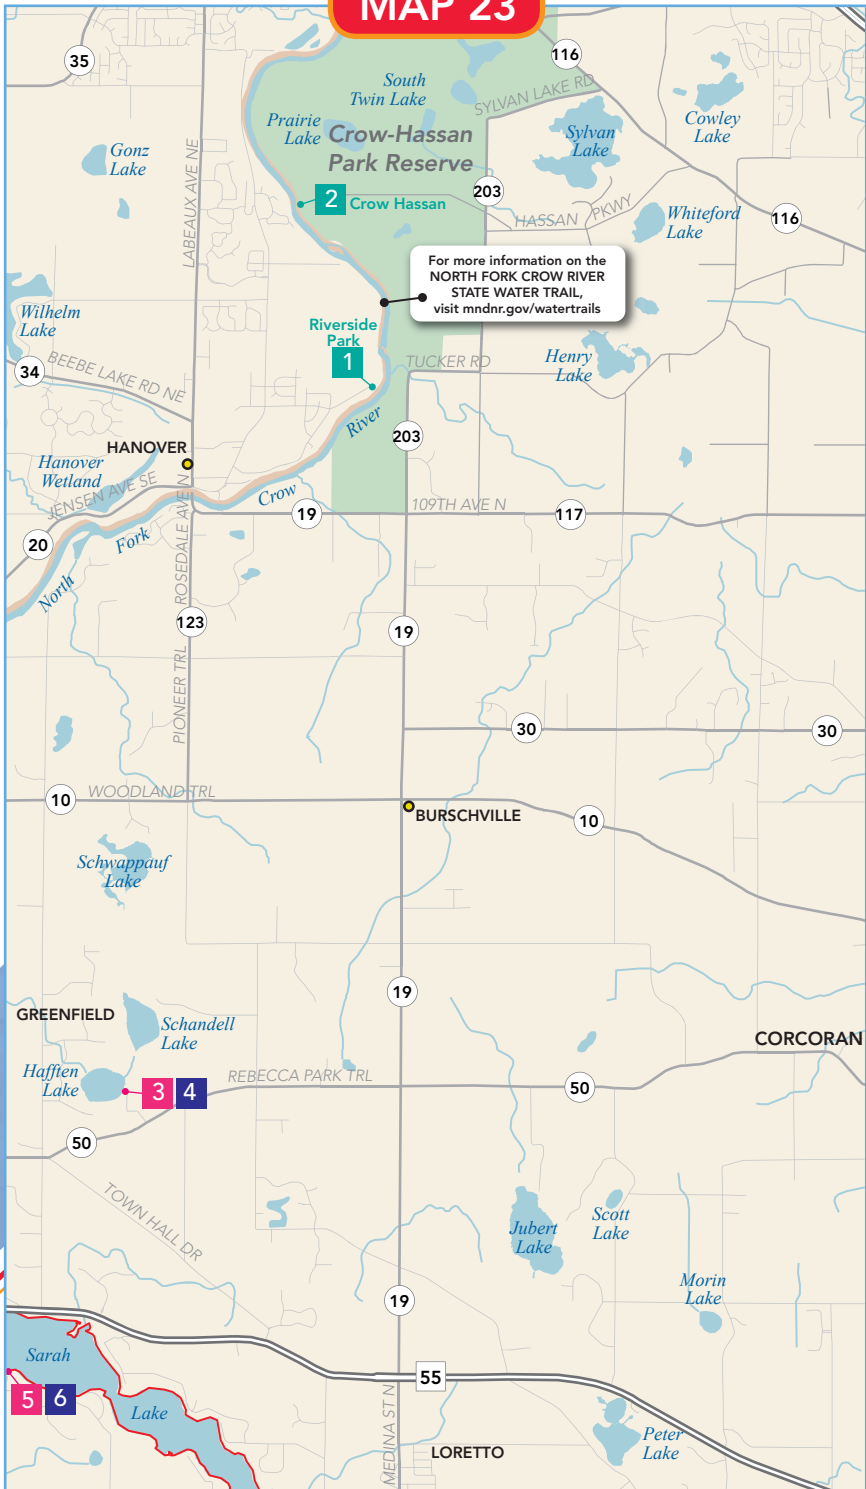 MAP 23
35
116
South
Twin Lake
SYLVAN LAKE RD
Cowley
Lake
Prairie
Lake
Crow-Hassan
Park Reserve
Sylvan
Lake
Gonz
Lake
LABEAUX AVE NE
2
Crow Hassan
203
HASSAN PKWY
Whiteford
Lake
116
For more information on the
NORTH FORK CROW RIVER
STATE WATER TRAIL,
visit mndnr.gov/watertrails
Wilhelm
Lake
Riverside
Park
1
TUCKER RD
Henry
Lake
34
BEEBE LAKE RD NE
River
203
HANOVER
Hanover
Wetland
JENSEN AVE SE
Crow
19
109TH AVE N
117
20
Fork
North
ROSEDALE AVE N
123
19
PIONEER TRL
30
30
10
WOODLAND TRL
BURSCHVILLE
10
Schwappauf
Lake
19
GREENFIELD
Schandell
Lake
CORCORAN
Hafften
Lake
3
4
REBECCA PARK TRL
50
50
TOWN HALL DR
Jubert
Lake
Scott
Lake
Morin
Lake
19
Sarah
55
5
6
Lake
MEDINA ST N
LORETTO
Peter
Lake